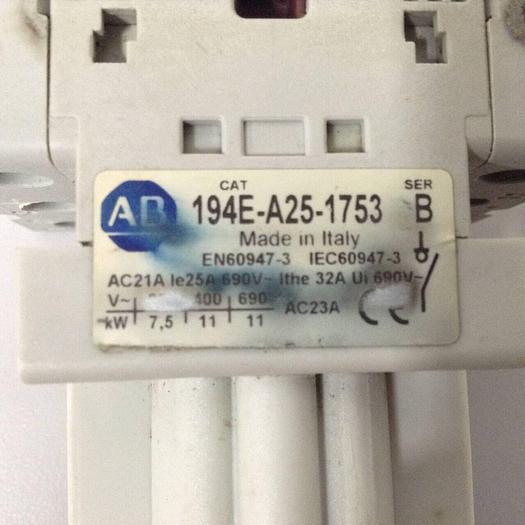 CAT SER
AB 194E-A25-1753 B
Made in Italy
EN60947-3 IEC60947-3
AC21A Ie25A 690V~ Ithe 32A Ui 690V~
V~ 400 690 AC23A CE
kW 7,5 11 11